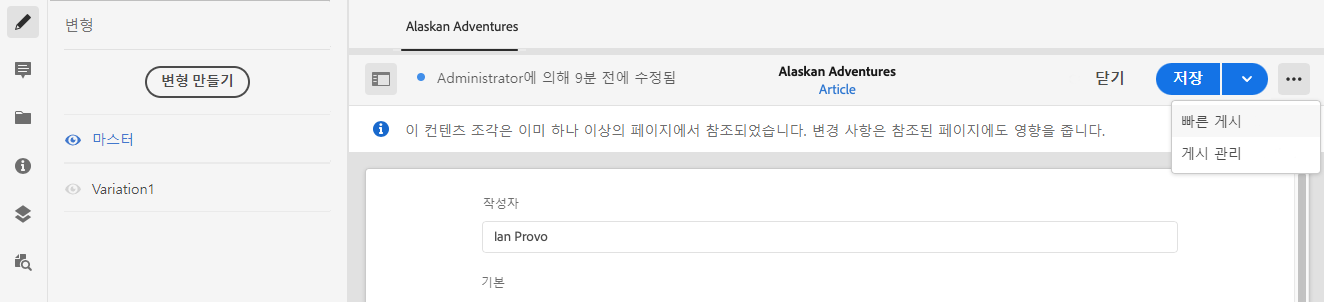 변형
변형 만들기
마스터
Variation1
Alaskan Adventures
Administrator에 의해 9분 전에 수정됨
Alaskan Adventures
Article
닫기
저장
빠른 게시
게시 관리
이 컨텐츠 조각은 이미 하나 이상의 페이지에서 참조되었습니다. 변경 사항은 참조된 페이지에도 영향을 줍니다.
작성자
Ian Provo
기본